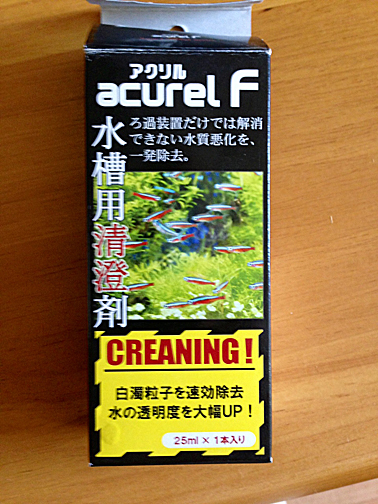 アクリル
acurel F
ろ過装置だけでは解消
できない水質悪化を、
一発除去。
水槽用清澄剤
CREANING!
白濁粒子を速効除去
水の透明度を大幅UP!
25ml×1本入り